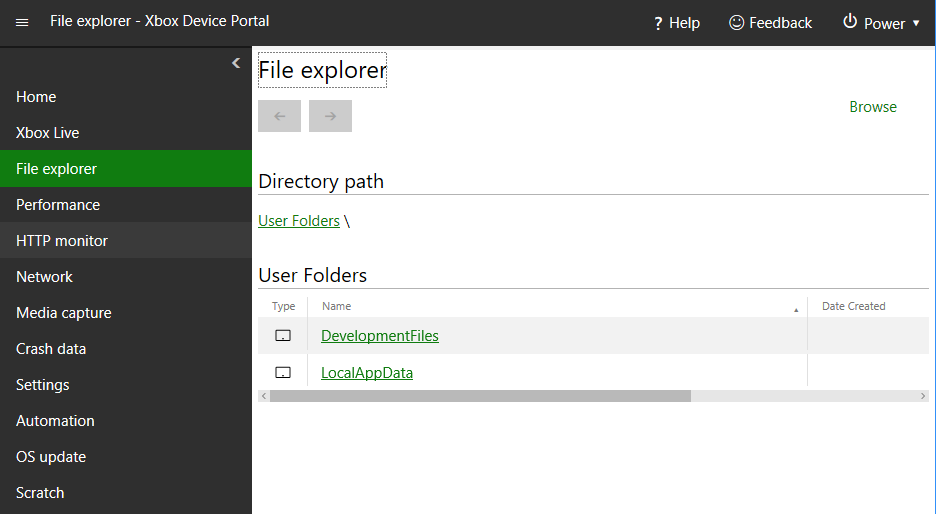 File explorer - Xbox Device Portal
? Help
Feedback
Power ▾
Home
Xbox Live
File explorer
Performance
HTTP monitor
Network
Media capture
Crash data
Settings
Automation
OS update
Scratch
File explorer
Browse
Directory path
User Folders \
User Folders
Type Name Date Created
DevelopmentFiles
LocalAppData